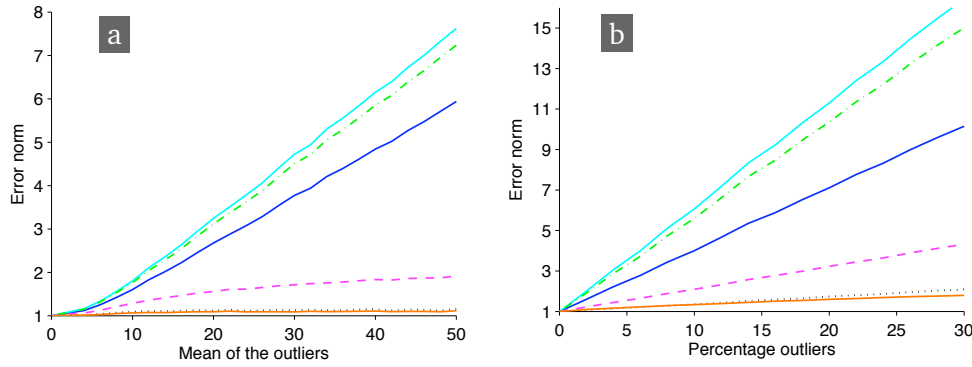 a
Error norm
8
7
6
5
4
3
2
1
0 10 20 30 40 50
Mean of the outliers
b
Error norm
15
13
11
9
7
5
3
1
0 5 10 15 20 25 30
Percentage outliers